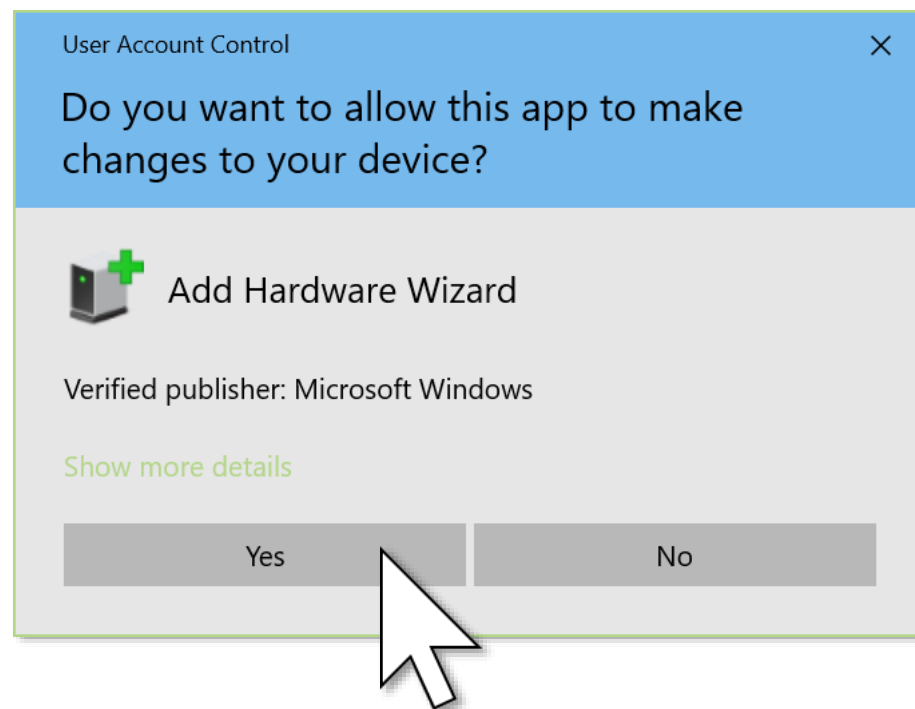 User Account Control
Do you want to allow this app to make
changes to your device?
Add Hardware Wizard
Verified publisher: Microsoft Windows
Show more details
Yes
No